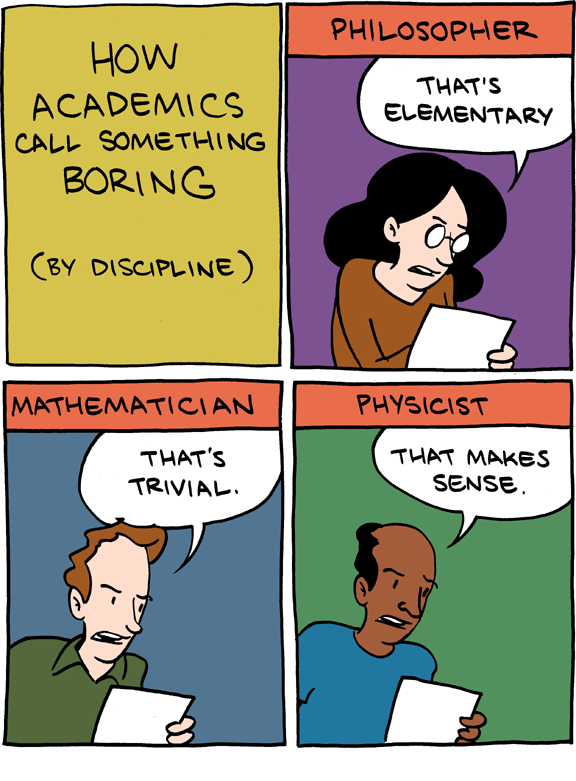 HOW
ACADEMICS
CALL SOMETHING
BORING
(BY DISCIPLINE)
PHILOSOPHER
THAT'S
ELEMENTARY
MATHEMATICIAN
THAT'S
TRIVIAL.
PHYSICIST
THAT MAKES
SENSE.